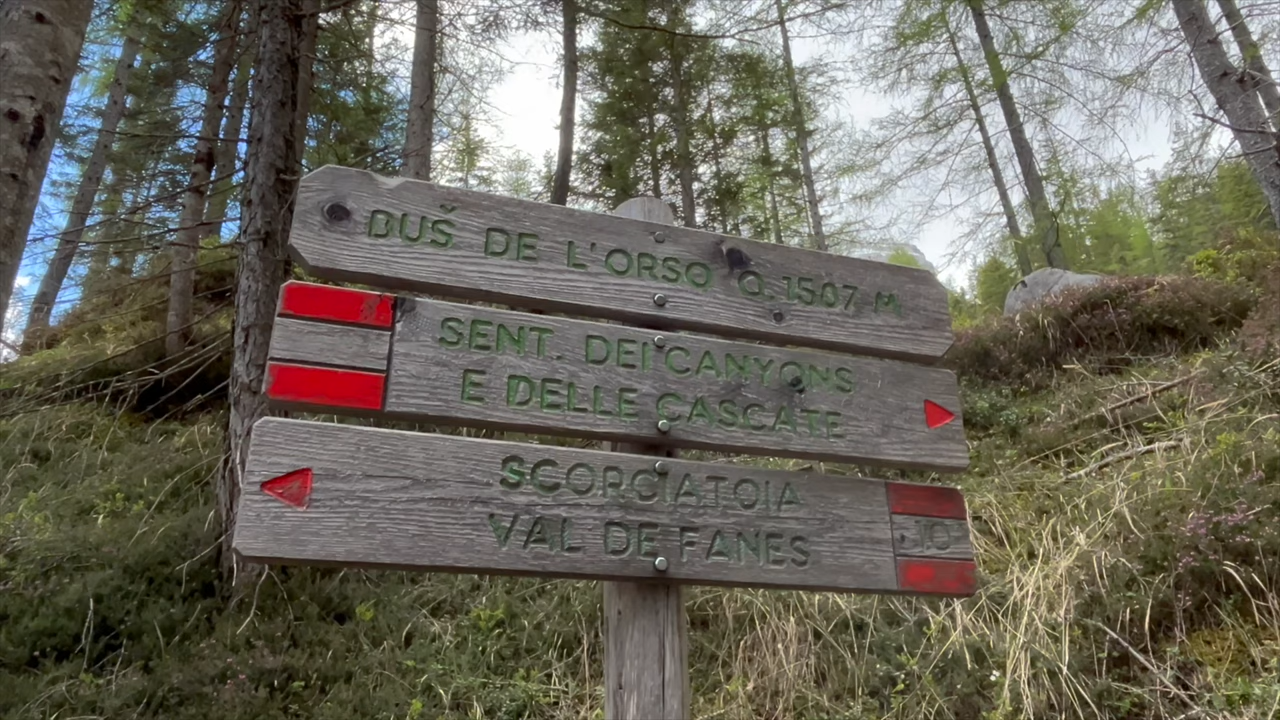 BUŠ DE L'ORSO Q.1507 M.
SENT. DEI CANYONS
E DELLE CASCATE
SCORCIATOIA
VAL DE FANES
10